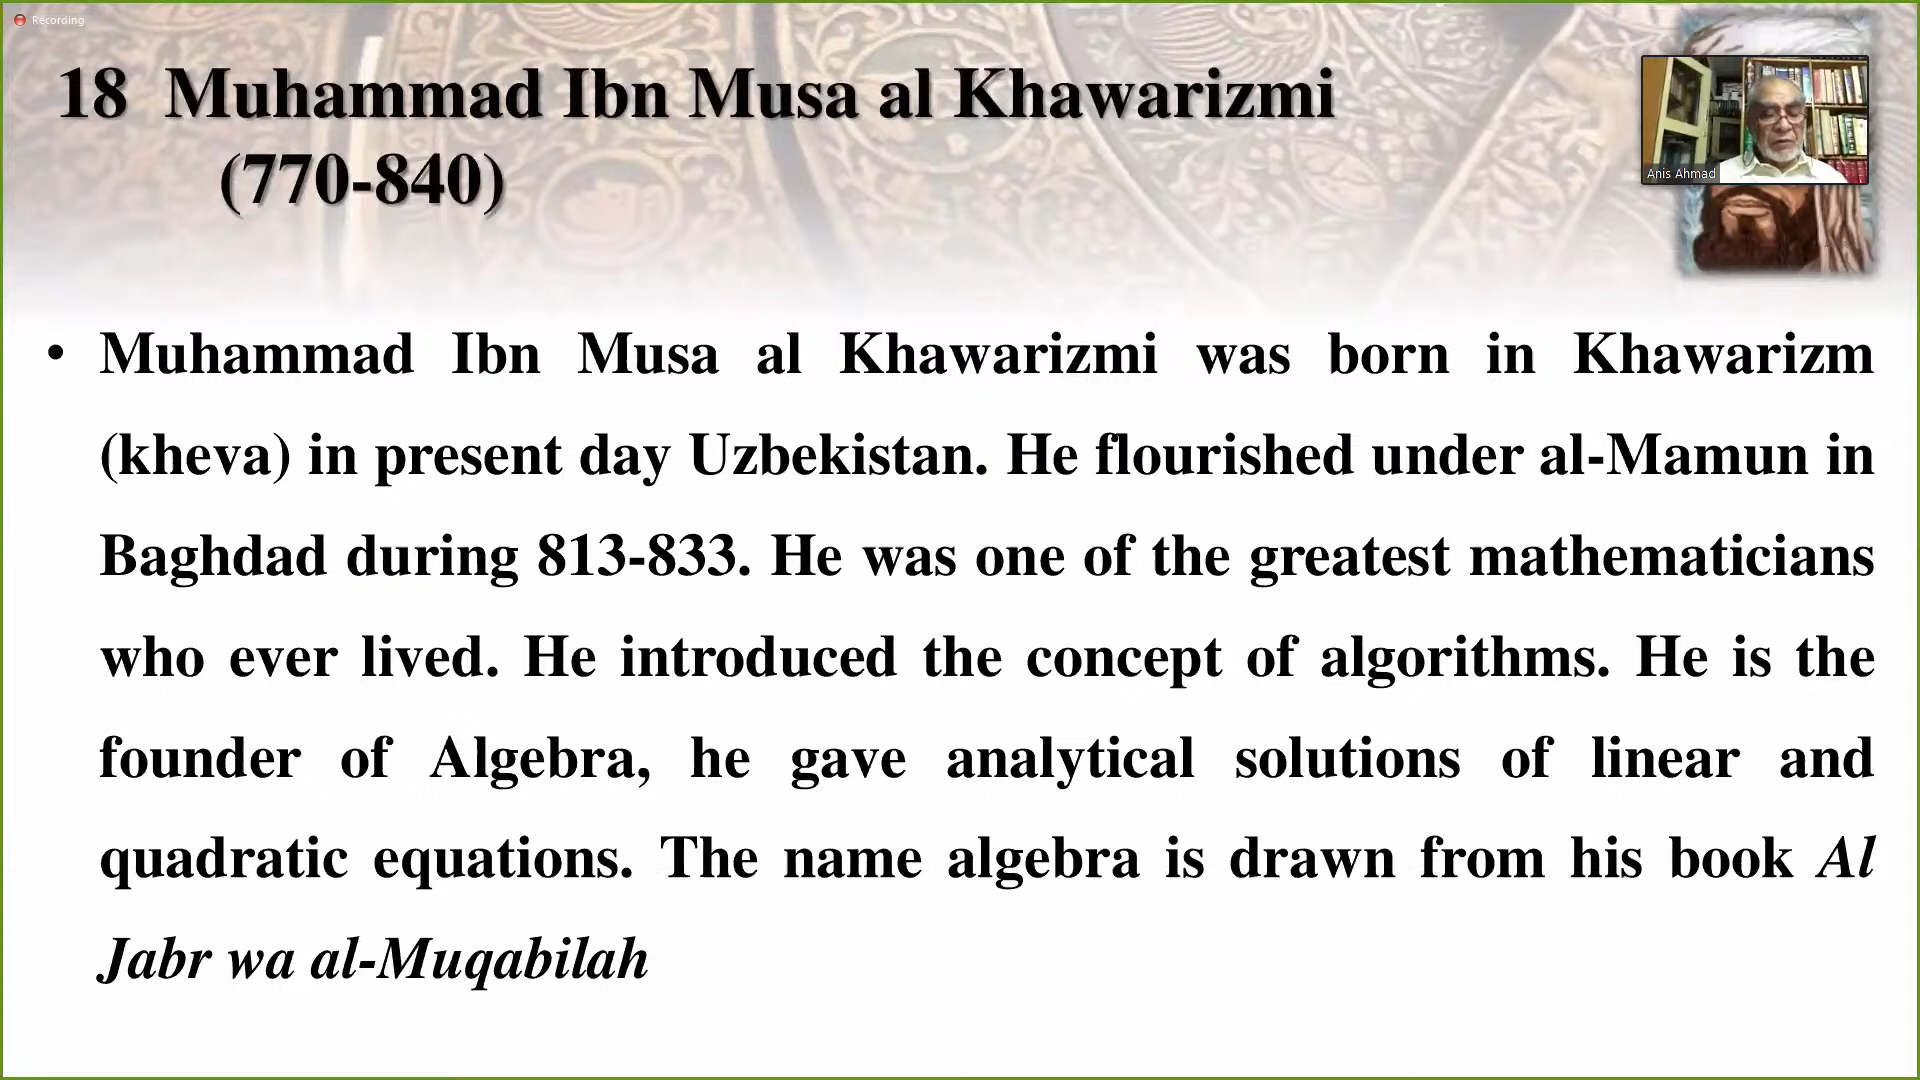 Recording
18 Muhammad Ibn Musa al Khawarizmi
(770-840)
Anis Ahmad
• Muhammad Ibn Musa al Khawarizmi was born in Khawarizm
(kheva) in present day Uzbekistan. He flourished under al-Mamun in
Baghdad during 813-833. He was one of the greatest mathematicians
who ever lived. He introduced the concept of algorithms. He is the
founder of Algebra, he gave analytical solutions of linear and
quadratic equations. The name algebra is drawn from his book Al
Jabr wa al-Muqabilah